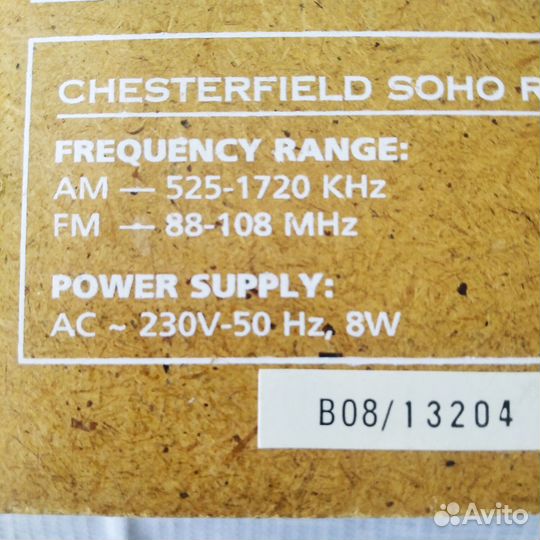 CHESTERFIELD SOHO R
FREQUENCY RANGE:
AM — 525-1720 KHz
FM — 88-108 MHz
POWER SUPPLY:
AC ~ 230V-50 Hz, 8W
B08/13204
Avito